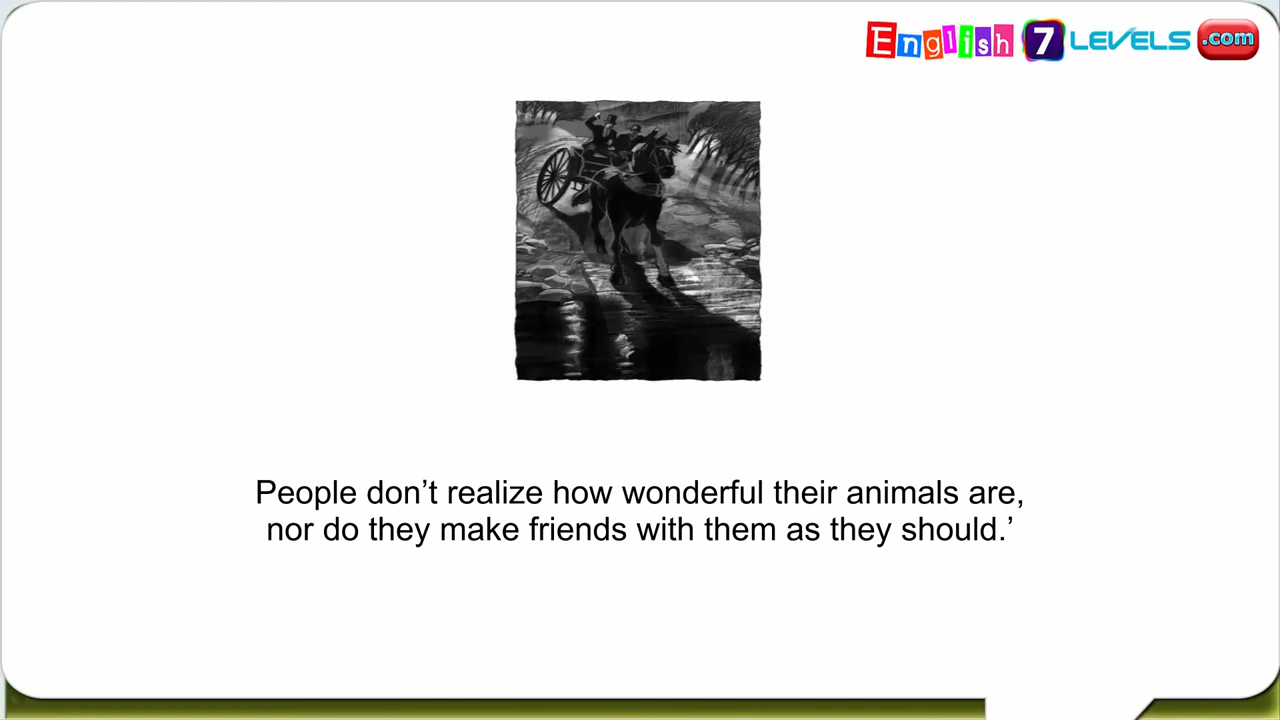 English 7 LEVELS .com
People don’t realize how wonderful their animals are,
nor do they make friends with them as they should.’